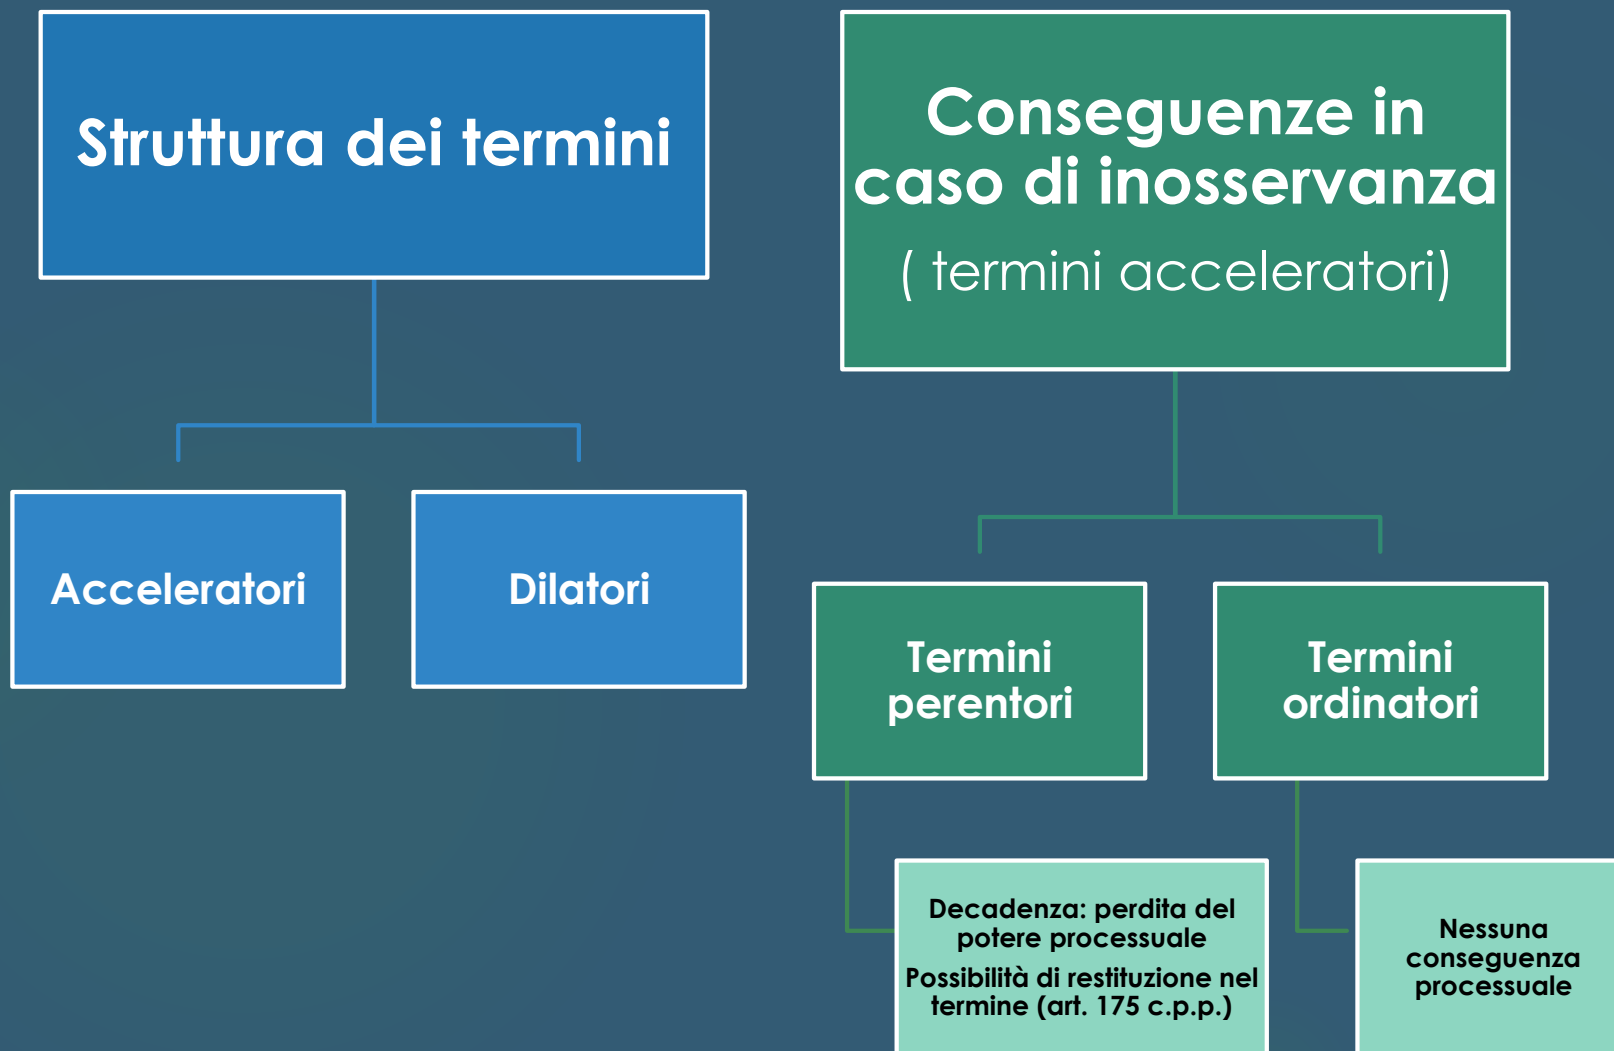 Struttura dei termini
Acceleratori
Dilatori
Conseguenze in
caso di inosservanza
( termini acceleratori)
Termini
perentori
Termini
ordinatori
Decadenza: perdita del
potere processuale
Possibilità di restituzione nel
termine (art. 175 c.p.p.)
Nessuna
conseguenza
processuale